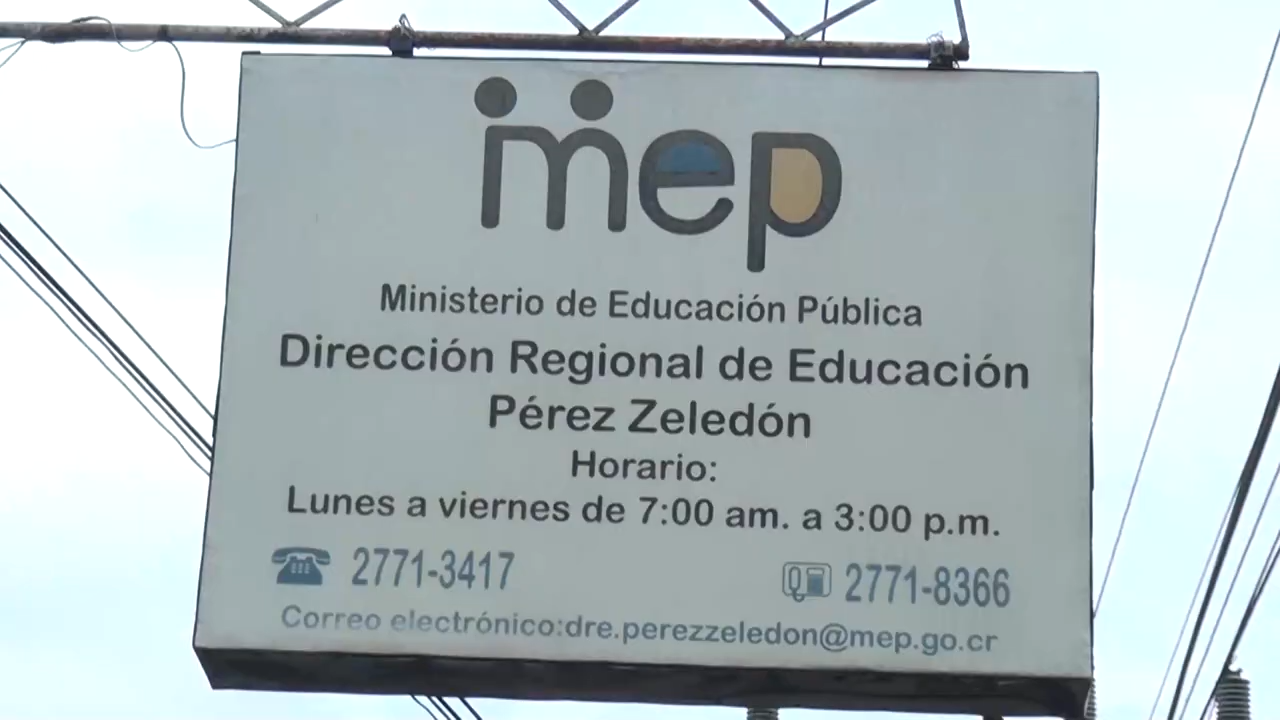 mep
Ministerio de Educación Pública
Dirección Regional de Educación
Pérez Zeledón
Horario:
Lunes a viernes de 7:00 am. a 3:00 p.m.
2771-3417 2771-8366
Correo electrónico:dre.perezzeledon@mep.go.cr